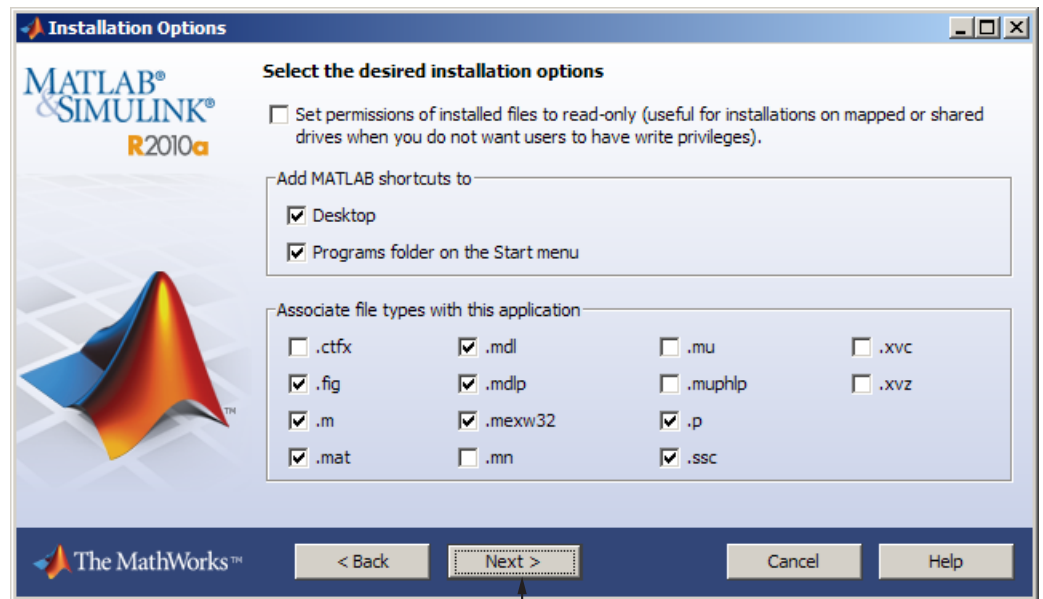 Installation Options
MATLAB®
&SIMULINK®
R2010a
Select the desired installation options
Set permissions of installed files to read-only (useful for installations on mapped or shared
drives when you do not want users to have write privileges).
Add MATLAB shortcuts to
Desktop
Programs folder on the Start menu
Associate file types with this application
.ctfx .mdl .mu .xvc
.fig .mdlp .muphlp .xvz
.m .mexw32 .p
.mat .mn .ssc
TM
The MathWorks™ < Back Next > Cancel Help